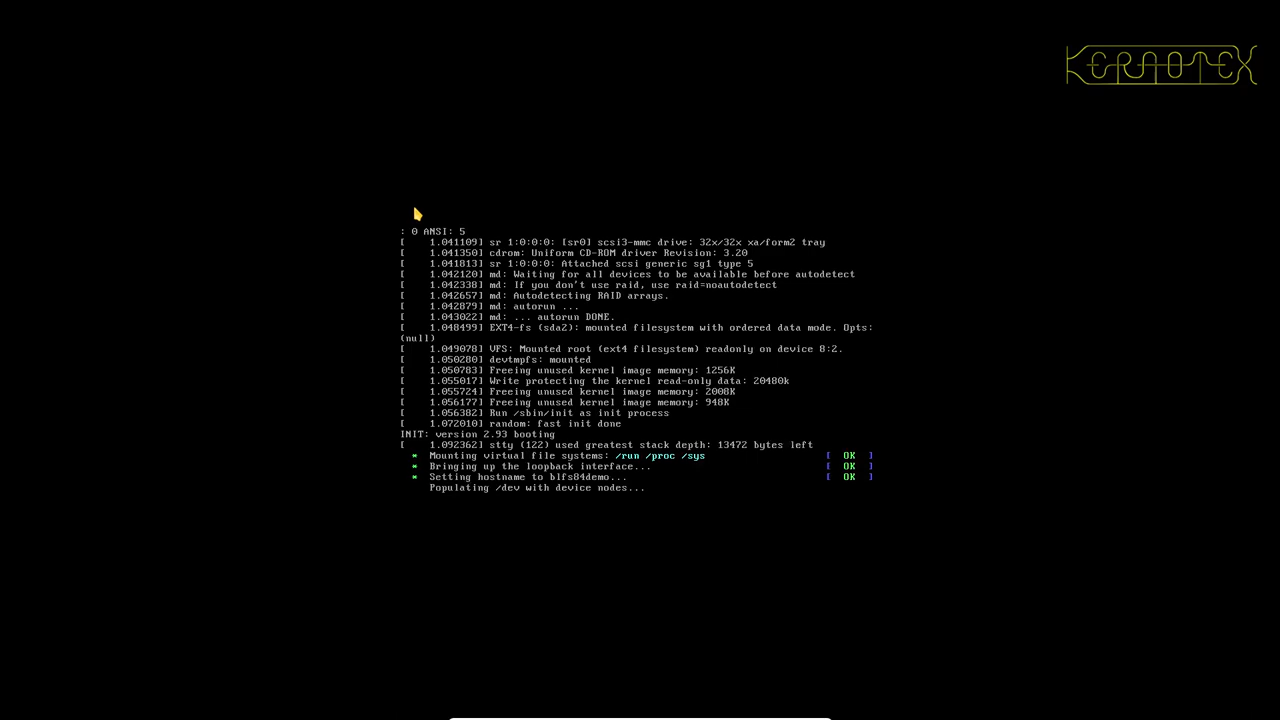 KERNOTEX
: 0 ANSI: 5
[    1.041109] sr 1:0:0:0: [sr0] scsi3-mmc drive: 32x/32x xa/form2 tray
[    1.041350] cdrom: Uniform CD-ROM driver Revision: 3.20
[    1.041813] sr 1:0:0:0: Attached scsi generic sg1 type 5
[    1.042120] md: Waiting for all devices to be available before autodetect
[    1.042338] md: If you don't use raid, use raid=noautodetect
[    1.042657] md: Autodetecting RAID arrays.
[    1.042879] md: autorun ...
[    1.043022] md: ... autorun DONE.
[    1.048499] EXT4-fs (sda2): mounted filesystem with ordered data mode. Opts:
(null)
[    1.049078] VFS: Mounted root (ext4 filesystem) readonly on device 8:2.
[    1.050280] devtmpfs: mounted
[    1.050783] Freeing unused kernel image memory: 1256K
[    1.055017] Write protecting the kernel read-only data: 20480k
[    1.055724] Freeing unused kernel image memory: 2008K
[    1.056177] Freeing unused kernel image memory: 948K
[    1.056382] Run /sbin/init as init process
[    1.072010] random: fast init done
INIT: version 2.93 booting
[    1.092362] stty (122) used greatest stack depth: 13472 bytes left
* Mounting virtual file systems: /run /proc /sys [ OK ]
* Bringing up the loopback interface... [ OK ]
* Setting hostname to blfs84demo... [ OK ]
Populating /dev with device nodes...